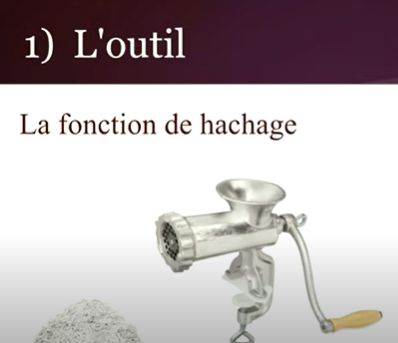 1) L'outil
La fonction de hachage